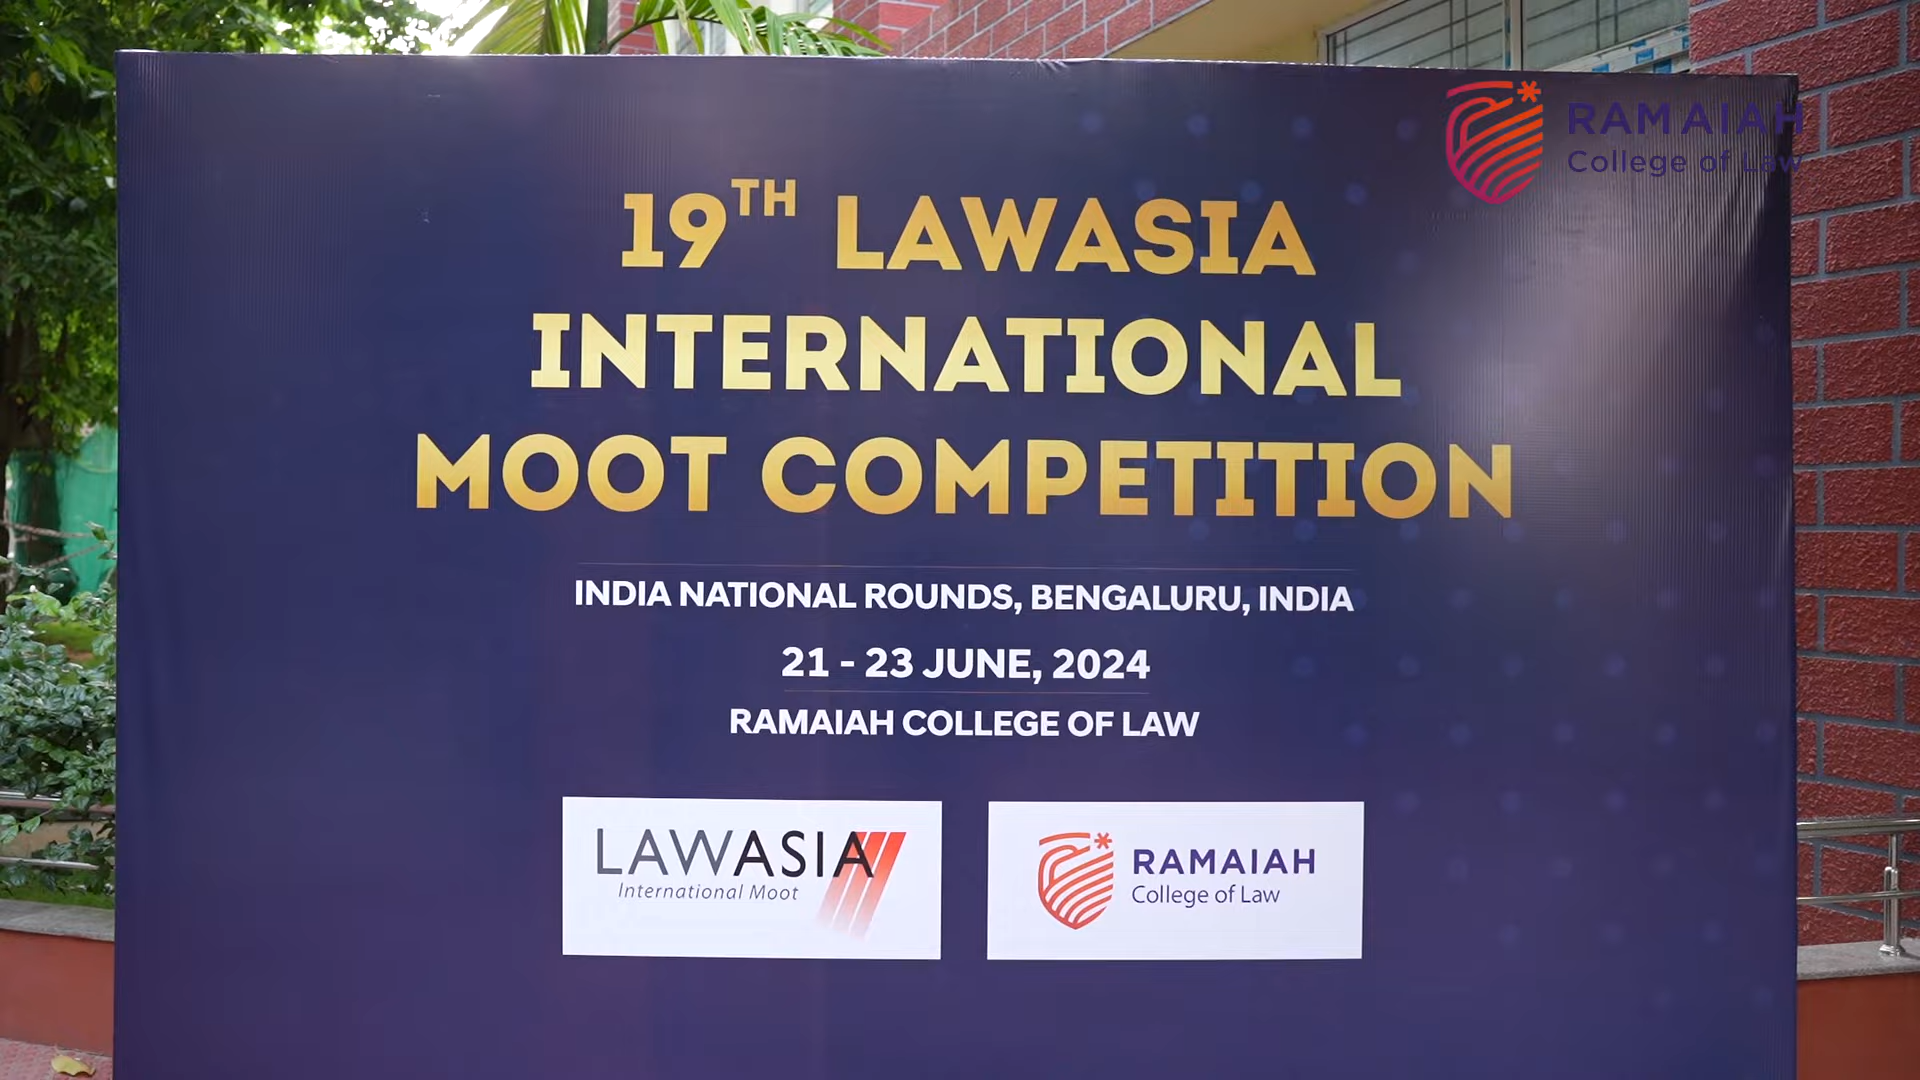 RAMAIAH
College of Law
19TH LAWASIA
INTERNATIONAL
MOOT COMPETITION
INDIA NATIONAL ROUNDS, BENGALURU, INDIA
21 - 23 JUNE, 2024
RAMAIAH COLLEGE OF LAW
LAWASIA
International Moot
RAMAIAH
College of Law